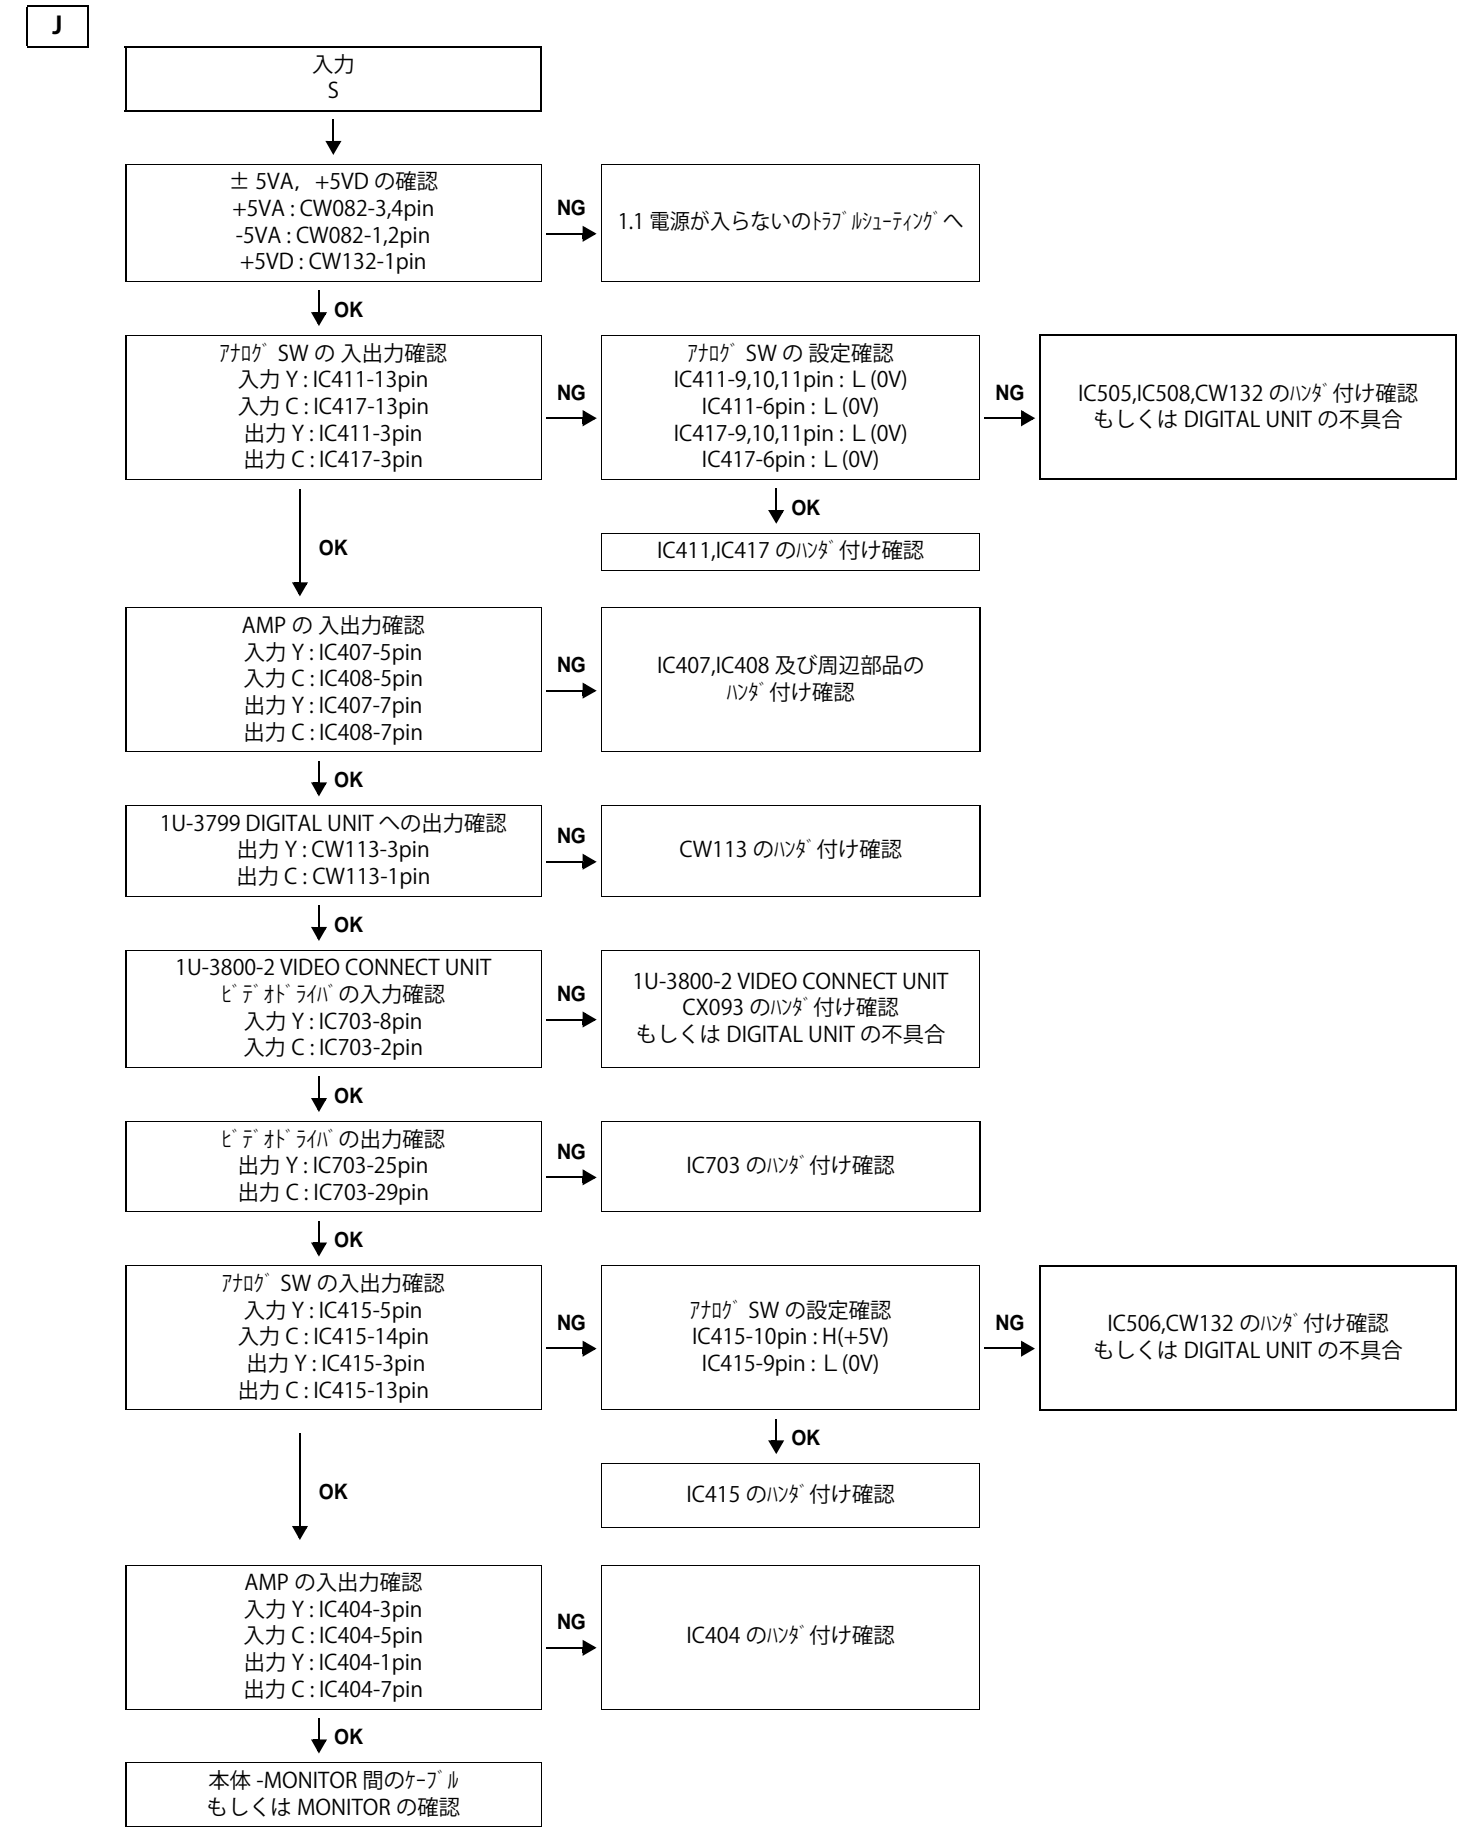 J
入力
S
± 5VA, +5VD の確認
+5VA : CW082-3,4pin
-5VA : CW082-1,2pin
+5VD : CW132-1pin
NG
1.1 電源が入らないのﾄﾗﾌﾞﾙｼｭｰﾃｨﾝｸﾞへ
OK
ｱﾅﾛｸﾞ SW の 入出力確認
入力 Y : IC411-13pin
入力 C : IC417-13pin
出力 Y : IC411-3pin
出力 C : IC417-3pin
NG
ｱﾅﾛｸﾞ SW の 設定確認
IC411-9,10,11pin : L (0V)
IC411-6pin : L (0V)
IC417-9,10,11pin : L (0V)
IC417-6pin : L (0V)
NG
IC505,IC508,CW132 のﾊﾝﾀﾞ付け確認
もしくは DIGITAL UNIT の不具合
OK
IC411,IC417 のﾊﾝﾀﾞ付け確認
OK
AMP の 入出力確認
入力 Y : IC407-5pin
入力 C : IC408-5pin
出力 Y : IC407-7pin
出力 C : IC408-7pin
NG
IC407,IC408 及び周辺部品の
ﾊﾝﾀﾞ付け確認
OK
1U-3799 DIGITAL UNIT への出力確認
出力 Y : CW113-3pin
出力 C : CW113-1pin
NG
CW113 のﾊﾝﾀﾞ付け確認
OK
1U-3800-2 VIDEO CONNECT UNIT
ﾋﾞﾃﾞｵﾄﾞﾗｲﾊﾞの入力確認
入力 Y : IC703-8pin
入力 C : IC703-2pin
NG
1U-3800-2 VIDEO CONNECT UNIT
CX093 のﾊﾝﾀﾞ付け確認
もしくは DIGITAL UNIT の不具合
OK
ﾋﾞﾃﾞｵﾄﾞﾗｲﾊﾞの出力確認
出力 Y : IC703-25pin
出力 C : IC703-29pin
NG
IC703 のﾊﾝﾀﾞ付け確認
OK
ｱﾅﾛｸﾞ SW の入出力確認
入力 Y : IC415-5pin
入力 C : IC415-14pin
出力 Y : IC415-3pin
出力 C : IC415-13pin
NG
ｱﾅﾛｸﾞ SW の設定確認
IC415-10pin : H(+5V)
IC415-9pin : L (0V)
NG
IC506,CW132 のﾊﾝﾀﾞ付け確認
もしくは DIGITAL UNIT の不具合
OK
IC415 のﾊﾝﾀﾞ付け確認
OK
AMP の入出力確認
入力 Y : IC404-3pin
入力 C : IC404-5pin
出力 Y : IC404-1pin
出力 C : IC404-7pin
NG
IC404 のﾊﾝﾀﾞ付け確認
OK
本体 -MONITOR 間のｹｰﾌﾞﾙ
もしくは MONITOR の確認